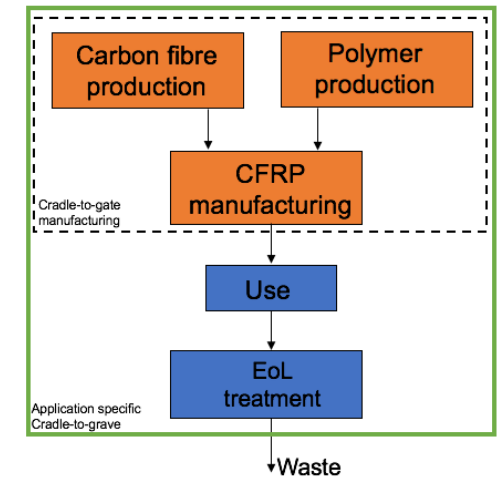 Carbon fibre
production
Polymer
production
CFRP
manufacturing
Cradle-to-gate
manufacturing
Use
EoL
treatment
Application specific
Cradle-to-grave
Waste